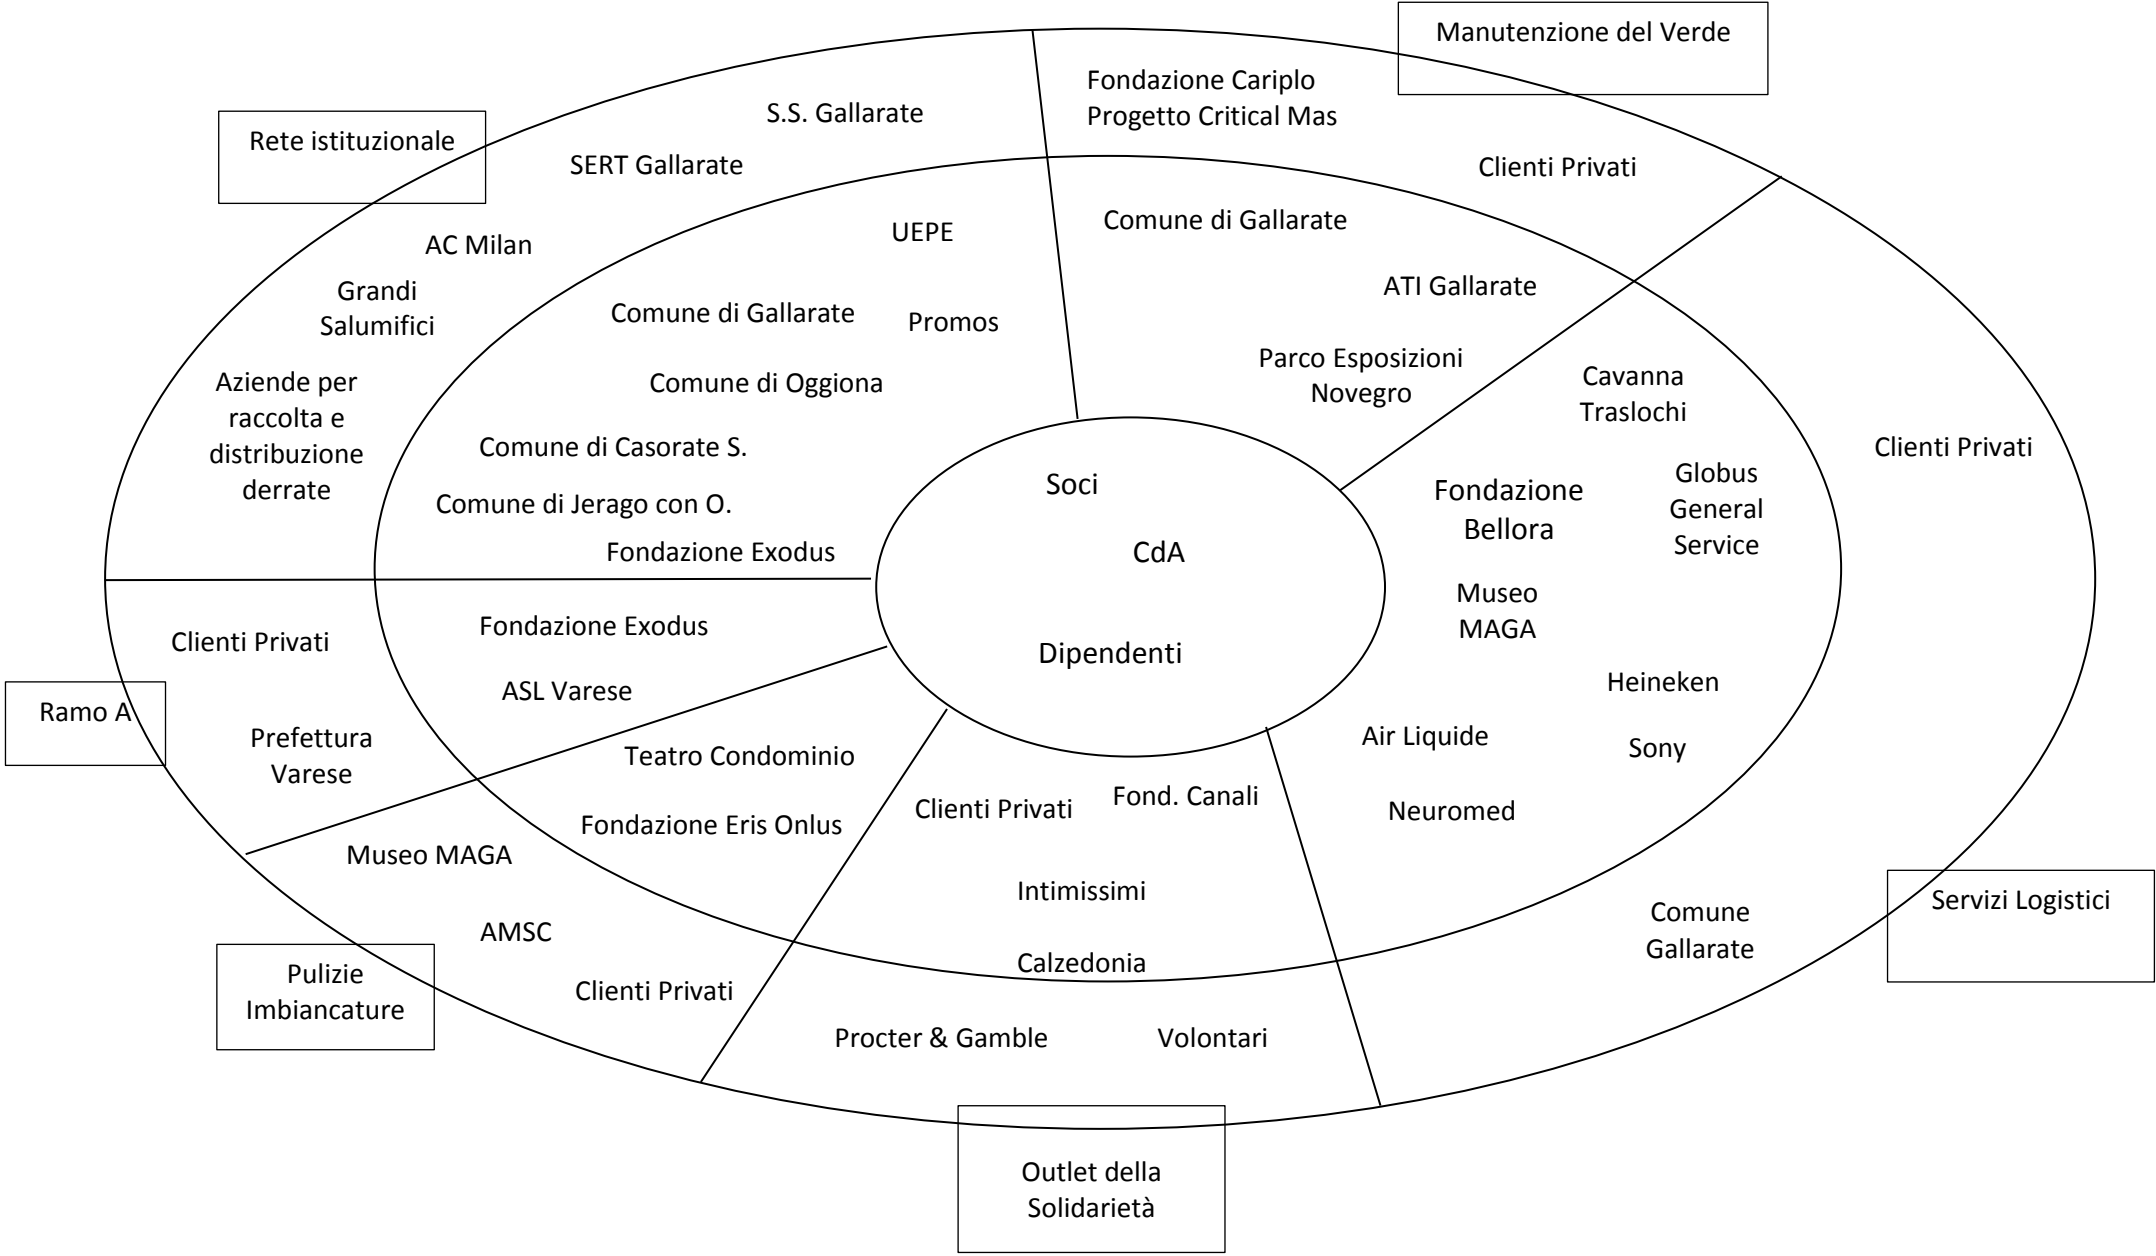 Manutenzione del Verde
Fondazione Cariplo
Progetto Critical Mas
Clienti Privati
Comune di Gallarate
ATI Gallarate
Parco Esposizioni
Novegro
Rete istituzionale
S.S. Gallarate
SERT Gallarate
AC Milan
Grandi
Salumifici
Aziende per
raccolta e
distribuzione
derrate
UEPE
Comune di Gallarate
Promos
Comune di Oggiona
Comune di Casorate S.
Comune di Jerago con O.
Fondazione Exodus
Soci
CdA
Dipendenti
Cavanna
Traslochi
Clienti Privati
Fondazione
Bellora
Globus
General
Service
Museo
MAGA
Heineken
Air Liquide
Sony
Neuromed
Comune
Gallarate
Servizi Logistici
Clienti Privati
Fondazione Exodus
ASL Varese
Ramo A
Prefettura
Varese
Teatro Condominio
Fondazione Eris Onlus
Museo MAGA
AMSC
Clienti Privati
Pulizie
Imbiancature
Clienti Privati
Fond. Canali
Intimissimi
Calzedonia
Procter & Gamble
Volontari
Outlet della
Solidarietà